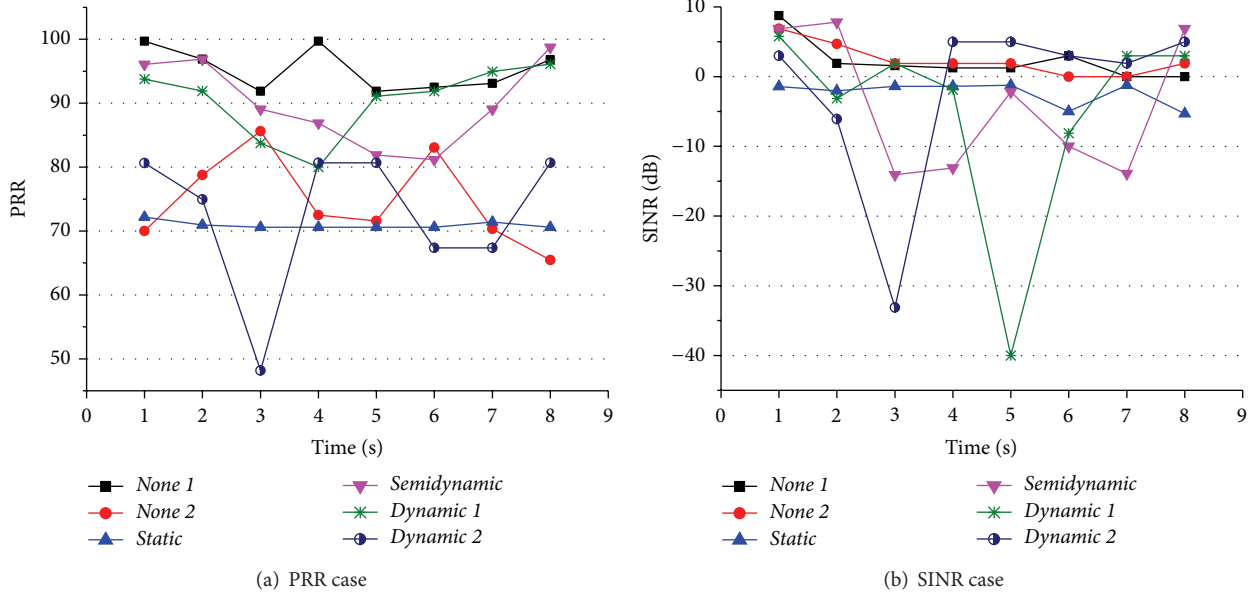 100
90
80
70
60
50
PRR
0 1 2 3 4 5 6 7 8 9
Time (s)
None 1
None 2
Static
Semidynamic
Dynamic 1
Dynamic 2
(a) PRR case
10
0
−10
−20
−30
−40
SINR (dB)
0 1 2 3 4 5 6 7 8 9
Time (s)
None 1
None 2
Static
Semidynamic
Dynamic 1
Dynamic 2
(b) SINR case